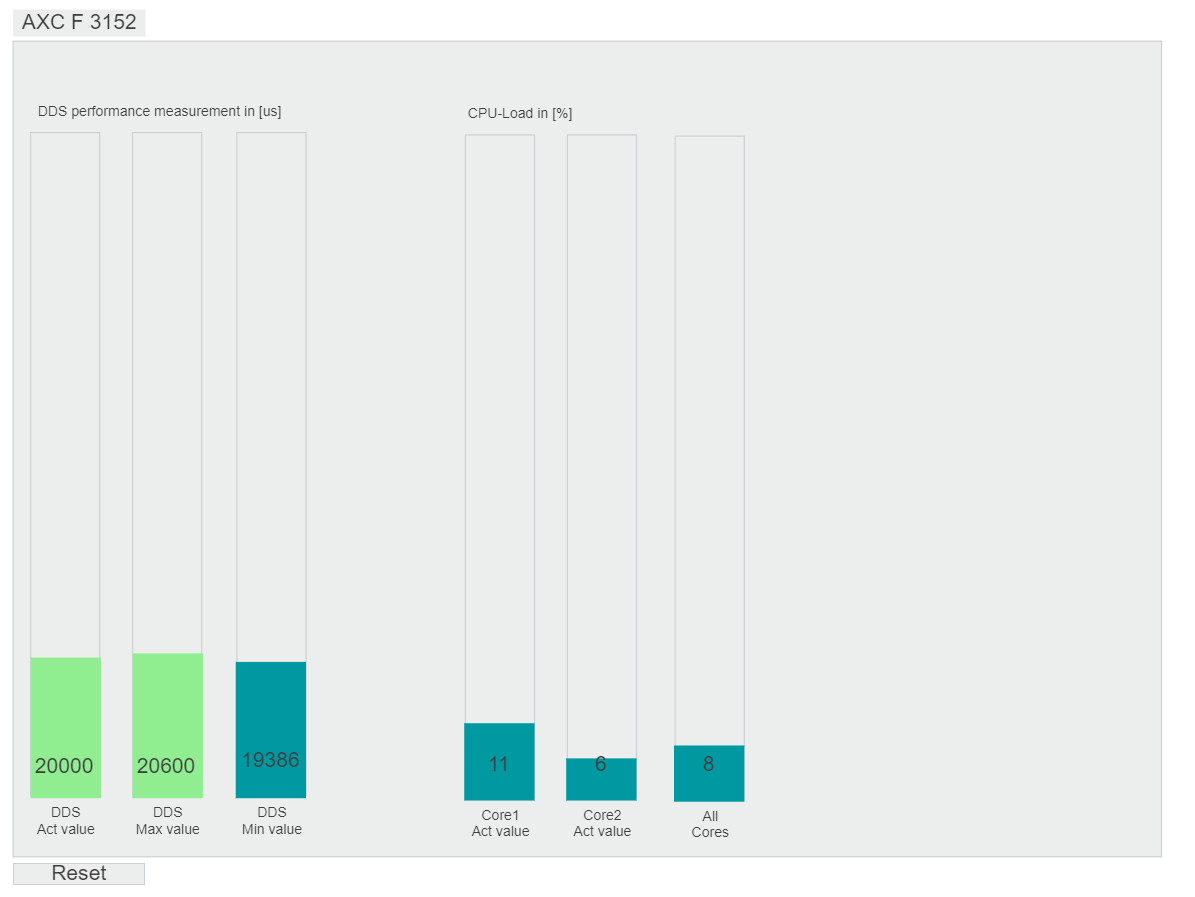 AXC F 3152
DDS performance measurement in [us]
CPU-Load in [%]
20000
20600
19386
11
6
8
DDS
Act value
DDS
Max value
DDS
Min value
Core1
Act value
Core2
Act value
All
Cores
Reset